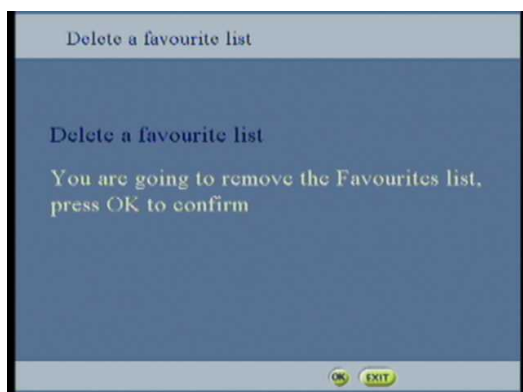 Delete a favourite list
Delete a favourite list
You are going to remove the Favourites list,
press OK to confirm
OK EXIT